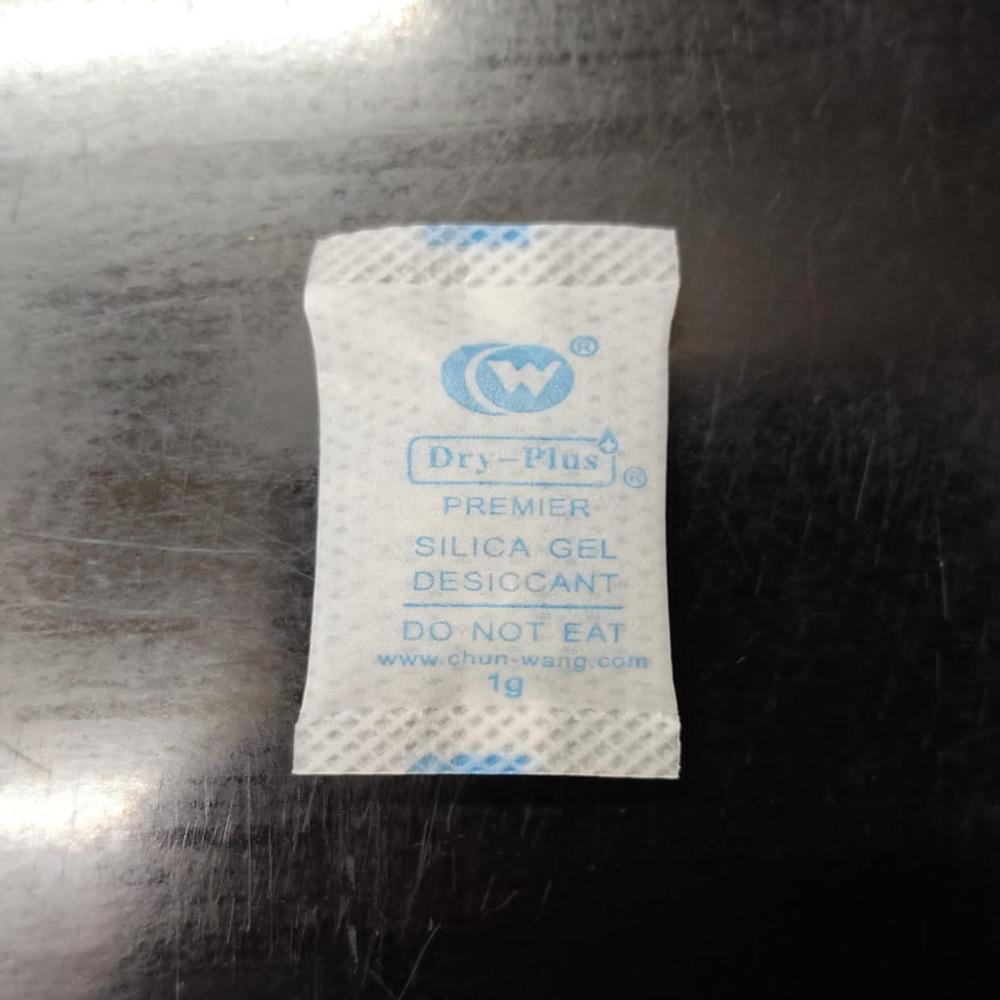 W®
Dry-Plus®
PREMIER
SILICA GEL
DESICCANT
DO NOT EAT
www.chun-wang.com
1g